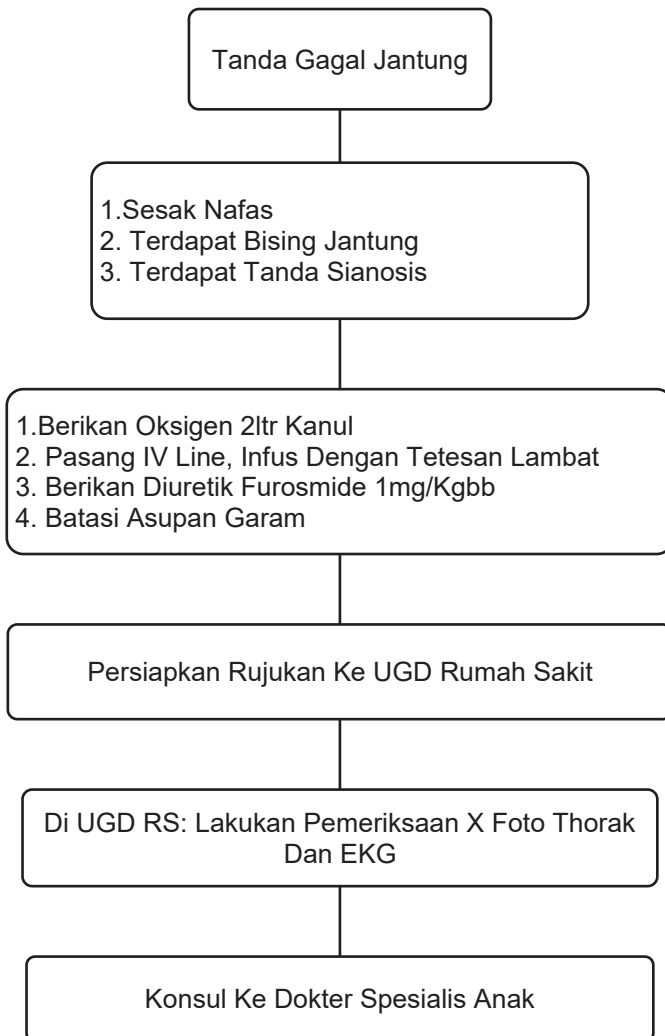 Tanda Gagal Jantung
1.Sesak Nafas
2. Terdapat Bising Jantung
3. Terdapat Tanda Sianosis
1.Berikan Oksigen 2ltr Kanul
2. Pasang IV Line, Infus Dengan Tetesan Lambat
3. Berikan Diuretik Furosmide 1mg/Kgbb
4. Batasi Asupan Garam
Persiapkan Rujukan Ke UGD Rumah Sakit
Di UGD RS: Lakukan Pemeriksaan X Foto Thorak
Dan EKG
Konsul Ke Dokter Spesialis Anak